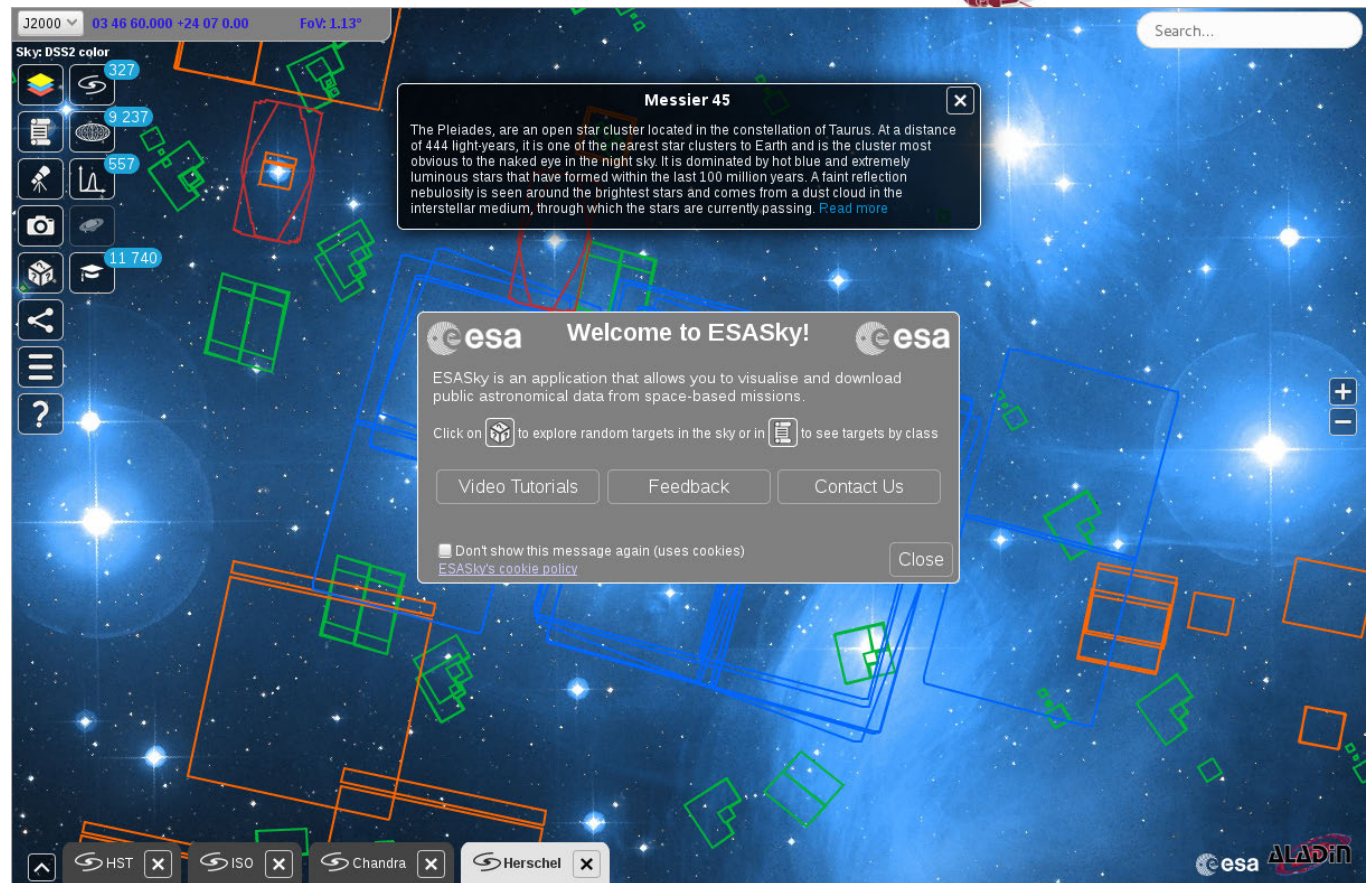 J2000 03 46 60.000 +24 07 0.00 FoV: 1.13°
Search...
Sky: DSS2 color
327
9 237
557
11 740
?
Messier 45
The Pleiades, are an open star cluster located in the constellation of Taurus. At a distance
of 444 light-years, it is one of the nearest star clusters to Earth and is the cluster most
obvious to the naked eye in the night sky. It is dominated by hot blue and extremely
luminous stars that have formed within the last 100 million years. A faint reflection
nebulosity is seen around the brightest stars and comes from a dust cloud in the
interstellar medium, through which the stars are currently passing. Read more
esa Welcome to ESASky! esa
ESASky is an application that allows you to visualise and download
public astronomical data from space-based missions.
Click on to explore random targets in the sky or in to see targets by class
Video Tutorials Feedback Contact Us
Don't show this message again (uses cookies)
ESASky's cookie policy
Close
+
−
HST ISO Chandra Herschel
esa ALADIN